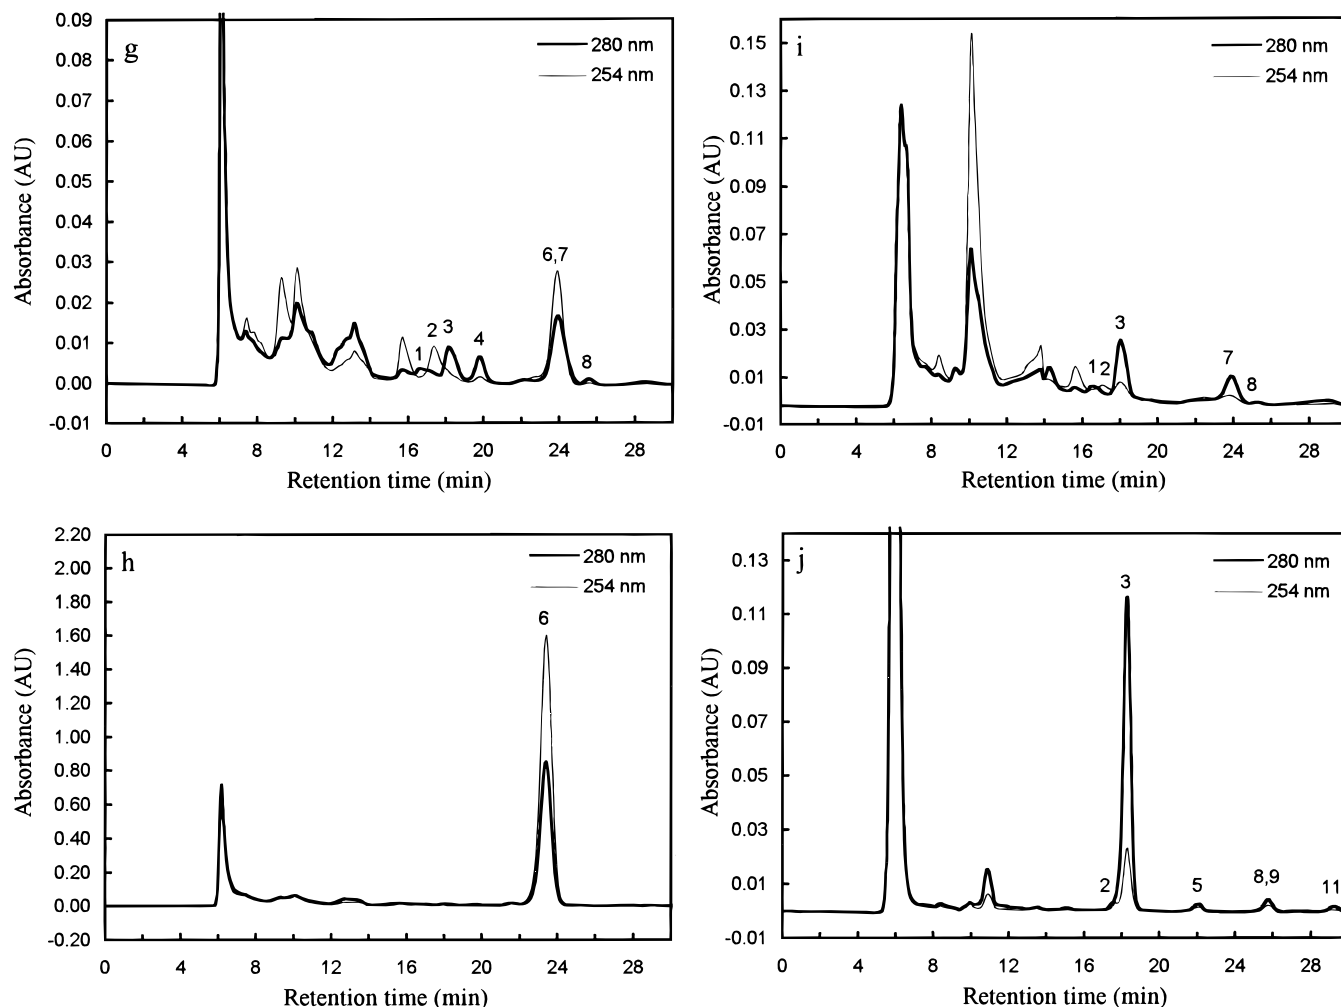 g
280 nm
254 nm
0.09
0.08
0.07
0.06
0.05
0.04
0.03
0.02
0.01
0.00
-0.01
Absorbance (AU)
1
2
3
4
6,7
8
0 4 8 12 16 20 24 28
Retention time (min)
i
280 nm
254 nm
0.15
0.13
0.11
0.09
0.07
0.05
0.03
0.01
-0.01
Absorbance (AU)
1 2
3
7
8
0 4 8 12 16 20 24 28
Retention time (min)
h
280 nm
254 nm
2.20
2.00
1.80
1.60
1.40
1.20
1.00
0.80
0.60
0.40
0.20
0.00
-0.20
Absorbance (AU)
6
0 4 8 12 16 20 24 28
Retention time (min)
j
280 nm
254 nm
0.13
0.11
0.09
0.07
0.05
0.03
0.01
-0.01
Absorbance (AU)
2
3
5
8,9
11
0 4 8 12 16 20 24 28
Retention time (min)